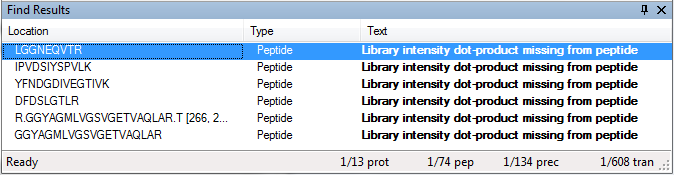 Find Results
Location Type Text
LGGNEQVTR Peptide Library intensity dot-product missing from peptide
IPVDSIYSPVLK Peptide Library intensity dot-product missing from peptide
YFNDGDIVEGTIVK Peptide Library intensity dot-product missing from peptide
DFDSLGTLR Peptide Library intensity dot-product missing from peptide
R.GGYAGMLVGSVGETVAQLAR.T [266, 2... Peptide Library intensity dot-product missing from peptide
GGYAGMLVGSVGETVAQLAR Peptide Library intensity dot-product missing from peptide
Ready 1/13 prot 1/74 pep 1/134 prec 1/608 tran